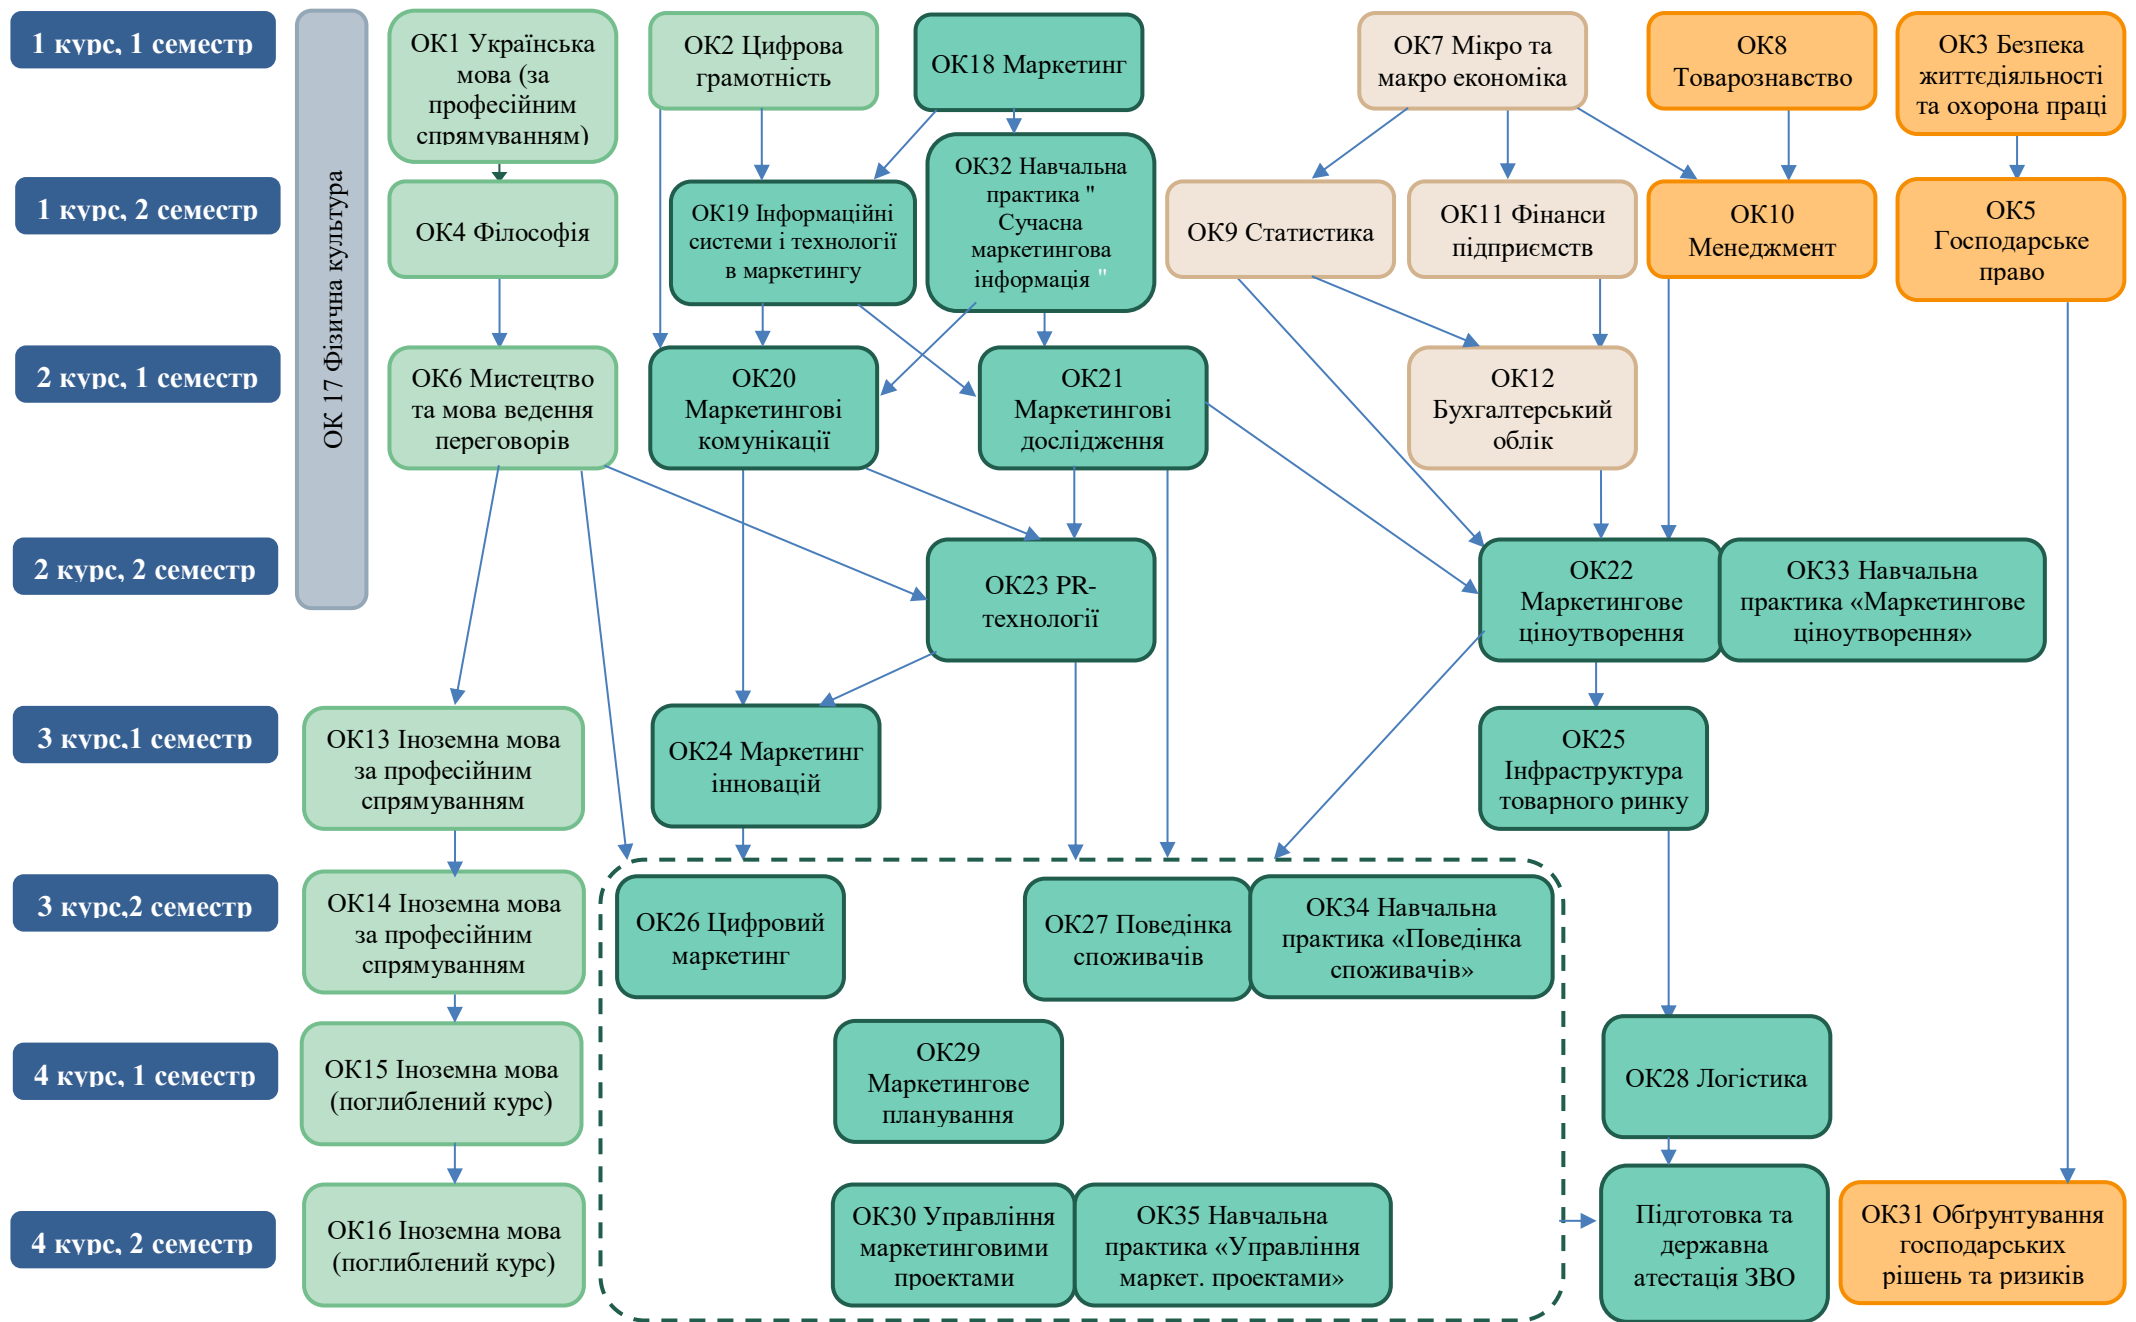 1 курс, 1 семестр
ОК 17 Фізична культура
ОК1 Українська
мова (за
професійним
спрямуванням)
ОК2 Цифрова
грамотність
ОК18 Маркетинг
ОК7 Мікро та
макро економіка
ОК8
Товарознавство
ОК3 Безпека
життєдіяльності
та охорона праці
1 курс, 2 семестр
ОК4 Філософія
ОК19 Інформаційні
системи і технології
в маркетингу
ОК32 Навчальна
практика "
Сучасна
маркетингова
інформація "
ОК9 Статистика
ОК11 Фінанси
підприємств
ОК10
Менеджмент
ОК5
Господарське
право
2 курс, 1 семестр
ОК6 Мистецтво
та мова ведення
переговорів
ОК20
Маркетингові
комунікації
ОК21
Маркетингові
дослідження
ОК12
Бухгалтерський
облік
2 курс, 2 семестр
ОК23 PR-
технології
ОК22
Маркетингове
ціноутворення
ОК33 Навчальна
практика «Маркетингове
ціноутворення»
3 курс,1 семестр
ОК13 Іноземна мова
за професійним
спрямуванням
ОК24 Маркетинг
інновацій
ОК25
Інфраструктура
товарного ринку
3 курс,2 семестр
ОК14 Іноземна мова
за професійним
спрямуванням
ОК26 Цифровий
маркетинг
ОК27 Поведінка
споживачів
ОК34 Навчальна
практика «Поведінка
споживачів»
4 курс, 1 семестр
ОК15 Іноземна мова
(поглиблений курс)
ОК29
Маркетингове
планування
ОК28 Логістика
4 курс, 2 семестр
ОК16 Іноземна мова
(поглиблений курс)
ОК30 Управління
маркетинговими
проектами
ОК35 Навчальна
практика «Управління
маркет. проектами»
Підготовка та
державна
атестація ЗВО
ОК31 Обґрунтування
господарських
рішень та ризиків